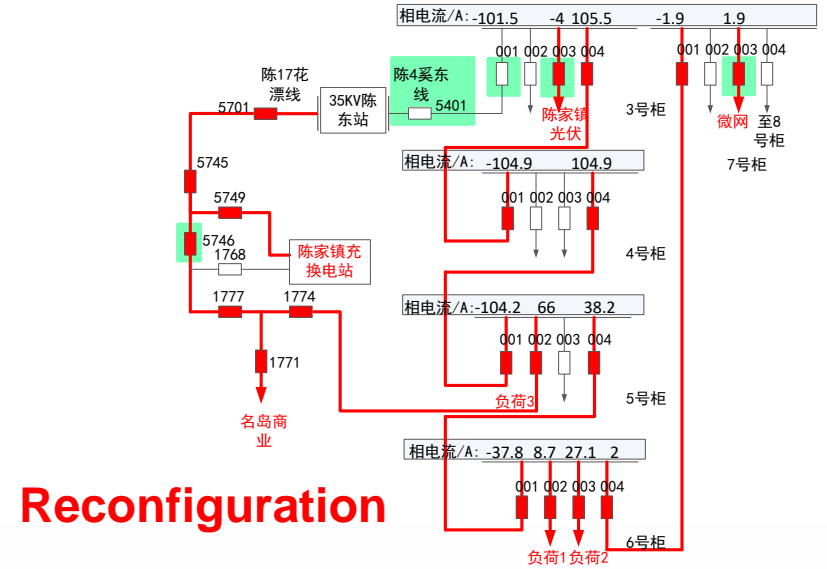 相电流/A: -101.5 -4 105.5 -1.9 1.9
001 002 003 004 001 002 003 004
陈17花
漂线
陈4奚东
线
35KV陈
东站
5701
5401
陈家镇
光伏
3号柜
微网
至8
号柜
7号柜
相电流/A: -104.9 104.9
5745
001 002 003 004
5749
5746
1768
陈家镇充
换电站
4号柜
1777
1774
相电流/A: -104.2 66 38.2
001 002 003 004
1771
负荷3
5号柜
名岛商
业
相电流/A: -37.8 8.7 27.1 2
001 002 003 004
Reconfiguration
6号柜
负荷1 负荷2